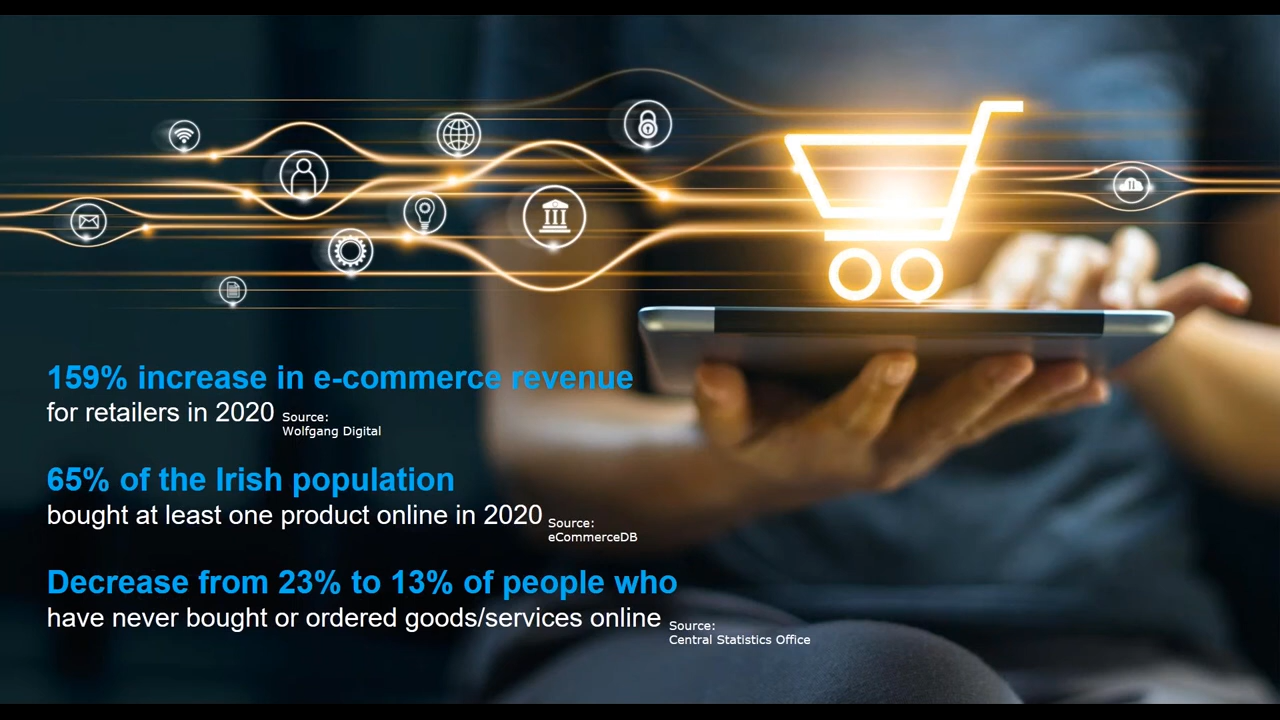 159% increase in e-commerce revenue
for retailers in 2020 Source:
Wolfgang Digital
65% of the Irish population
bought at least one product online in 2020 Source:
eCommerceDB
Decrease from 23% to 13% of people who
have never bought or ordered goods/services online Source:
Central Statistics Office